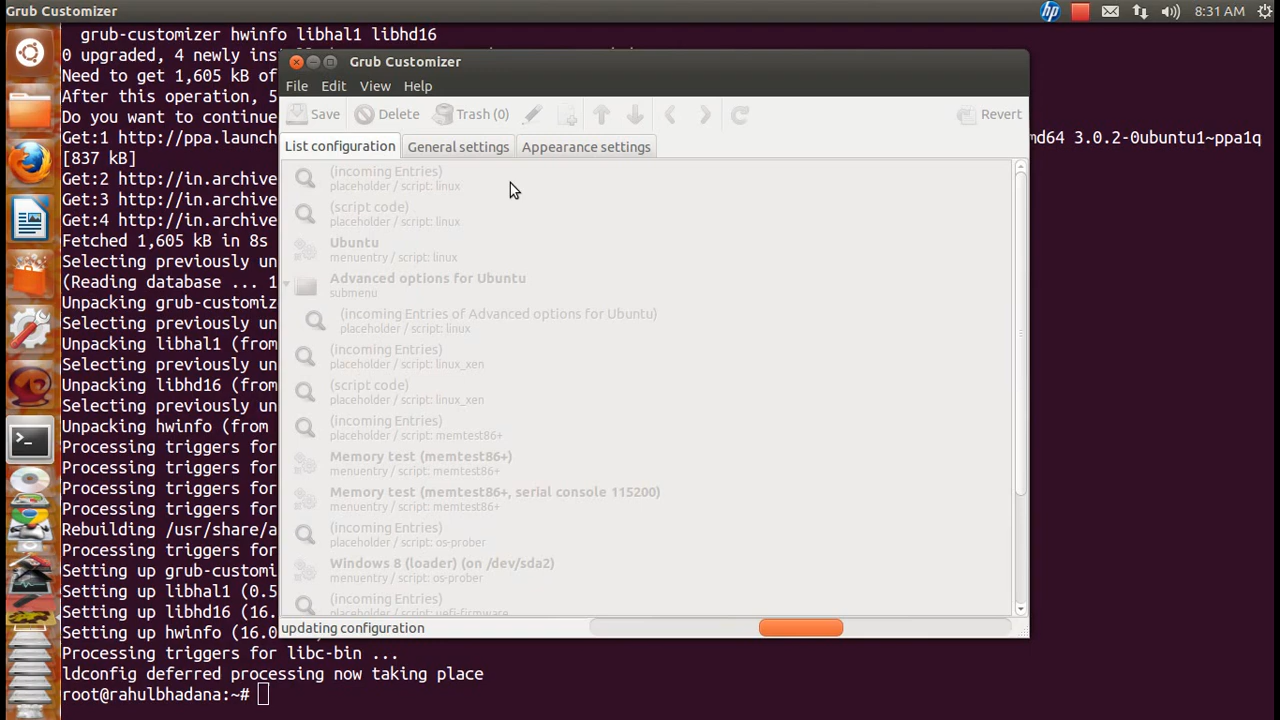 Grub Customizer
8:31 AM
grub-customizer hwinfo libhal1 libhd16
0 upgraded, 4 newly inst
Need to get 1,605 kB of
After this operation, 5
Do you want to continue
Get:1 http://ppa.launch
md64 3.0.2-0ubuntu1~ppa1q
[837 kB]
Get:2 http://in.archive
Get:3 http://in.archive
Get:4 http://in.archive
Fetched 1,605 kB in 8s
Selecting previously un
(Reading database ... 1
Unpacking grub-customiz
Selecting previously un
Unpacking libhal1 (from
Selecting previously un
Unpacking libhd16 (from
Selecting previously un
Unpacking hwinfo (from
Processing triggers for
Processing triggers for
Processing triggers for
Processing triggers for
Rebuilding /usr/share/a
Processing triggers for
Setting up grub-customi
Setting up libhal1 (0.5
Setting up libhd16 (16.
Setting up hwinfo (16.0
Processing triggers for libc-bin ...
ldconfig deferred processing now taking place
root@rahulbhadana:~#
Grub Customizer
File Edit View Help
Save Delete Trash (0) Revert
List configuration General settings Appearance settings
(incoming Entries)
placeholder / script: linux
(script code)
placeholder / script: linux
Ubuntu
menuentry / script: linux
Advanced options for Ubuntu
submenu
(incoming Entries of Advanced options for Ubuntu)
placeholder / script: linux
(incoming Entries)
placeholder / script: linux_xen
(script code)
placeholder / script: linux_xen
(incoming Entries)
placeholder / script: memtest86+
Memory test (memtest86+)
menuentry / script: memtest86+
Memory test (memtest86+, serial console 115200)
menuentry / script: memtest86+
(incoming Entries)
placeholder / script: os-prober
Windows 8 (loader) (on /dev/sda2)
menuentry / script: os-prober
(incoming Entries)
placeholder / script: uefi-firmware
updating configuration